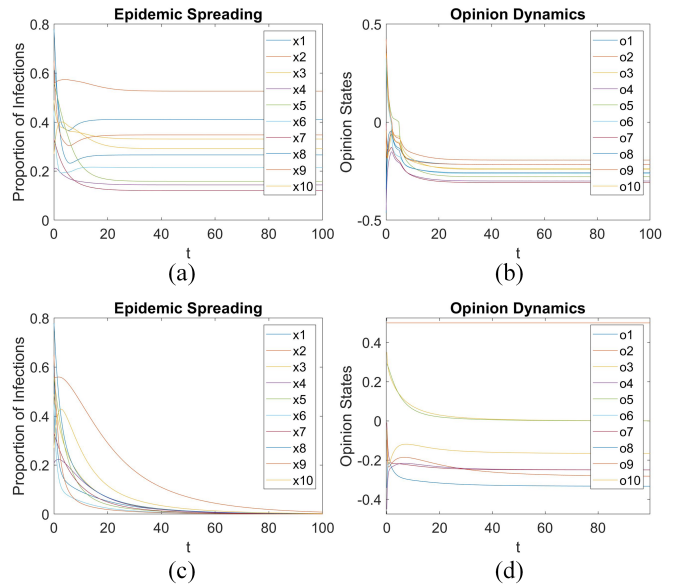 Epidemic Spreading
Proportion of Infections
0.8
0.6
0.4
0.2
0
0 20 40 60 80 100
t
x1
x2
x3
x4
x5
x6
x7
x8
x9
x10
(a)
Opinion Dynamics
Opinion States
0.5
0
-0.5
0 20 40 60 80 100
t
o1
o2
o3
o4
o5
o6
o7
o8
o9
o10
(b)
Epidemic Spreading
Proportion of Infections
0.8
0.6
0.4
0.2
0
0 20 40 60 80 100
t
x1
x2
x3
x4
x5
x6
x7
x8
x9
x10
(c)
Opinion Dynamics
Opinion States
0.4
0.2
0
-0.2
-0.4
0 20 40 60 80
t
o1
o2
o3
o4
o5
o6
o7
o8
o9
o10
(d)